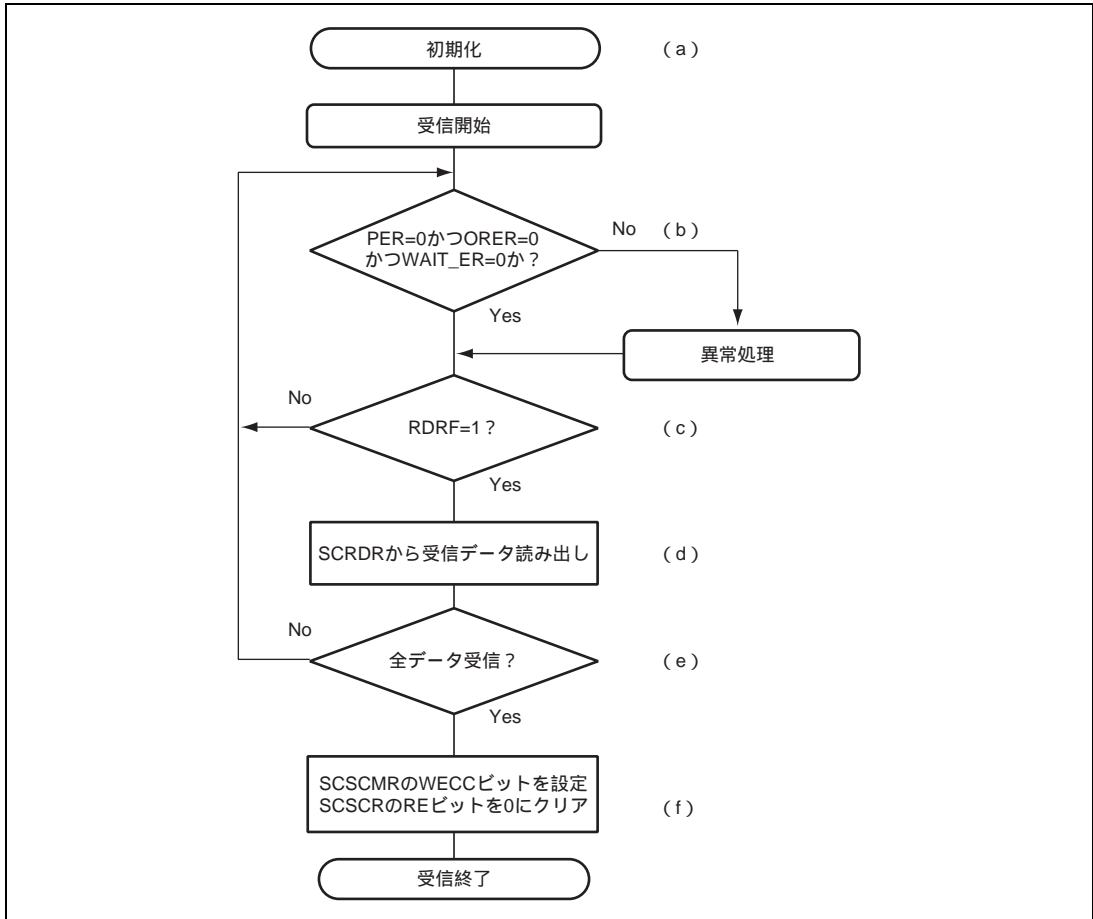 初期化
( a )
受信開始
PER=0かつORER=0
かつWAIT_ER=0か？
No
( b )
Yes
異常処理
No
RDRF=1？
( c )
Yes
SCRDRから受信データ読み出し
( d )
No
全データ受信？
( e )
Yes
SCSCMRのWECCビットを設定
SCSCRのREビットを0にクリア
( f )
受信終了